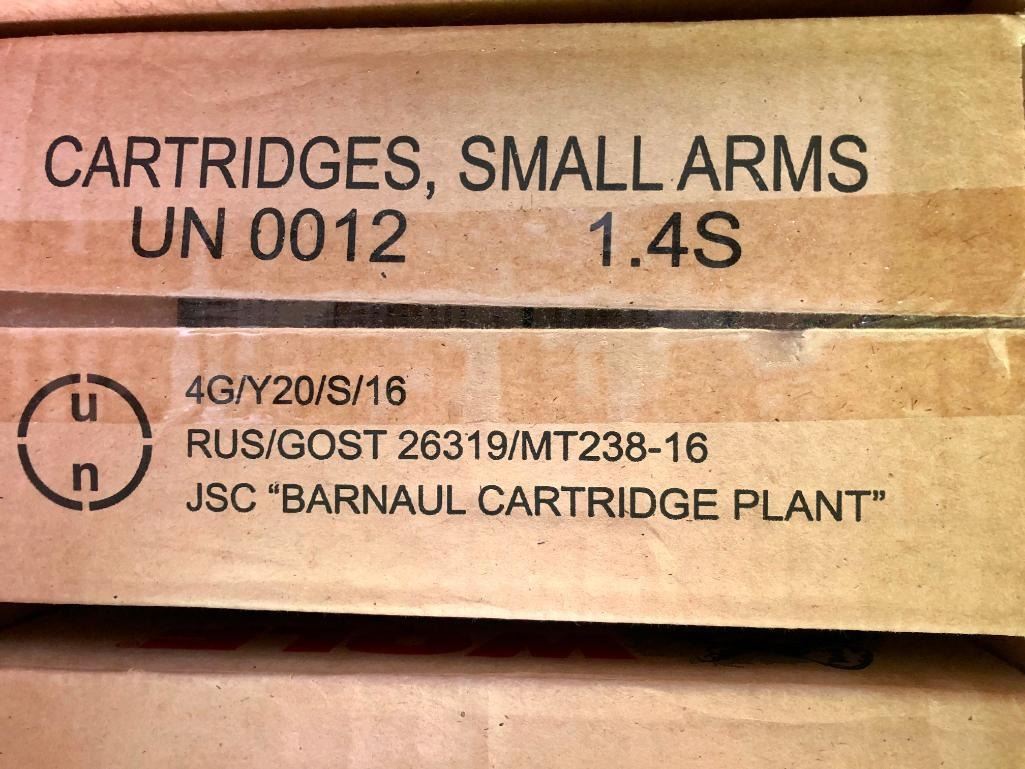 CARTRIDGES, SMALL ARMS
UN 0012 1.4S
u
n
4G/Y20/S/16
RUS/GOST 26319/MT238-16
JSC “BARNAUL CARTRIDGE PLANT”